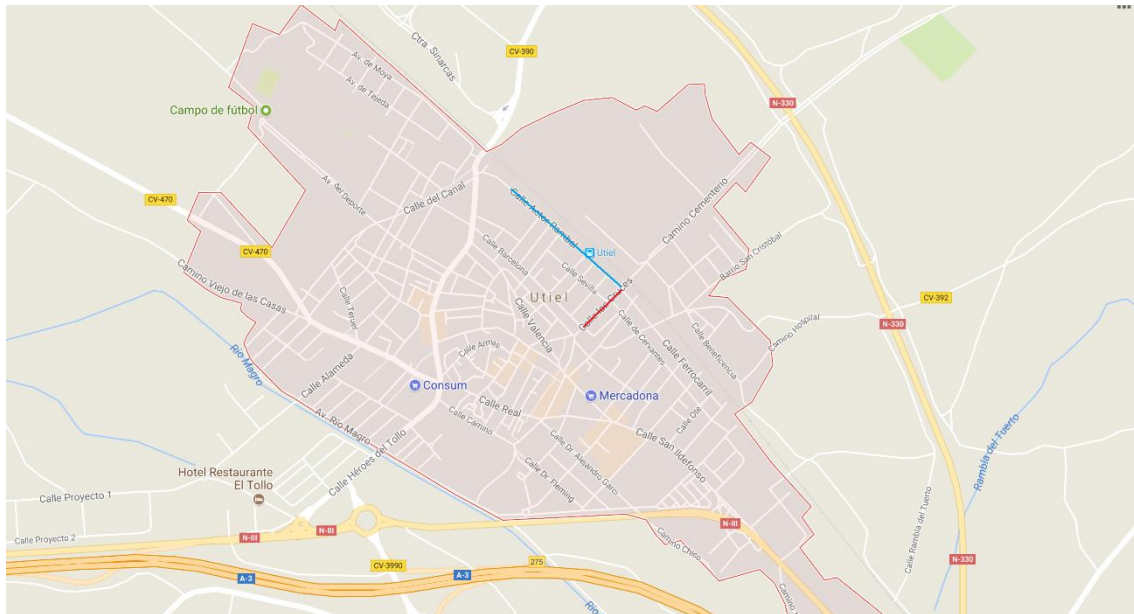 Ctra. Sinarcas
CV-390
Av. de Moya
Av. de Tejeda
N-330
Campo de fútbol
Av. del Deporte
Calle del Canal
CV-470
CV-470
Calle Actor Rambal
Utiel
Camino Cementerio
Barrio San Cristóbal
Calle Barcelona
Calle Sevilla
Camino Viejo de las Casas
Calle Teruel
Utiel
Calle las Cruces
CV-392
Camino Hospital
N-330
Calle Valencia
Calle de Cervantes
Calle Beneficencia
Calle Ferrocarril
Río Magro
Calle Armas
Calle Alameda
Consum
Mercadona
Av. Río Magro
Calle Real
Calle Camino
Calle Olé
Calle San Ildefonso
Rambla del Tuerto
Calle Héroes del Tollo
Calle Dr. Alejandro Garcí
Calle Dr. Fleming
Hotel Restaurante
El Tollo
Calle Proyecto 1
N-III
N-III
N-III
Calle Proyecto 2
Camino Chico
Calle Rambla del Tuerto
N-330
275
CV-3990
A-3
A-3
Río
Camino